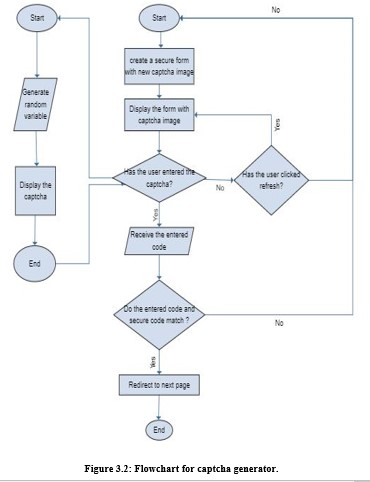 Start
Generate
random
variable
Display the
captcha
End
Start
create a secure form
with new captcha image
Display the form with
captcha image
Has the user entered the
captcha?
No
Has the user clicked
refresh?
Yes
No
Yes
Receive the entered
code
Do the entered code and
secure code match ?
No
Yes
Redirect to next page
End
Figure 3.2: Flowchart for captcha generator.